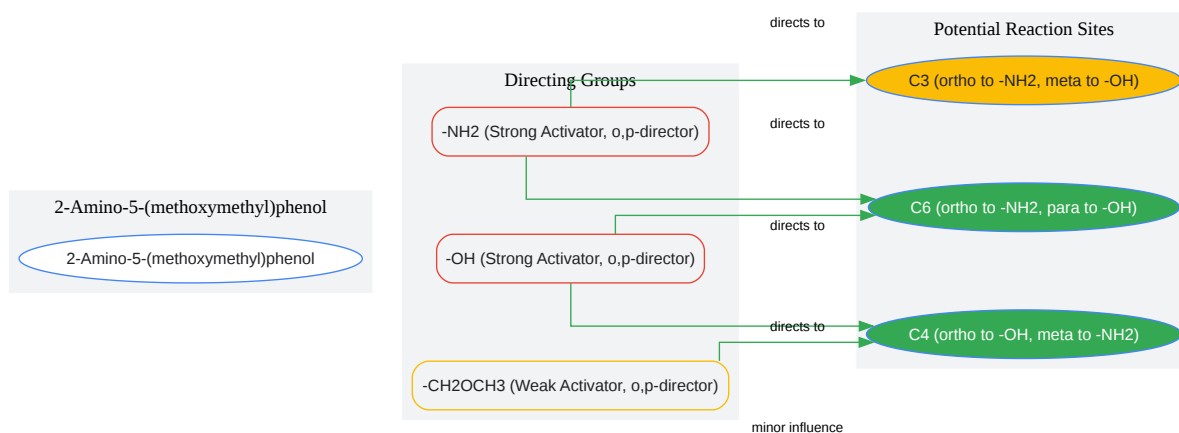 directs to
Potential Reaction Sites
Directing Groups
C3 (ortho to -NH2, meta to -OH)
-NH2 (Strong Activator, o,p-director)
directs to
2-Amino-5-(methoxymethyl)phenol
C6 (ortho to -NH2, para to -OH)
directs to
2-Amino-5-(methoxymethyl)phenol
-OH (Strong Activator, o,p-director)
directs to
C4 (ortho to -OH, meta to -NH2)
-CH2OCH3 (Weak Activator, o,p-director)
minor influence